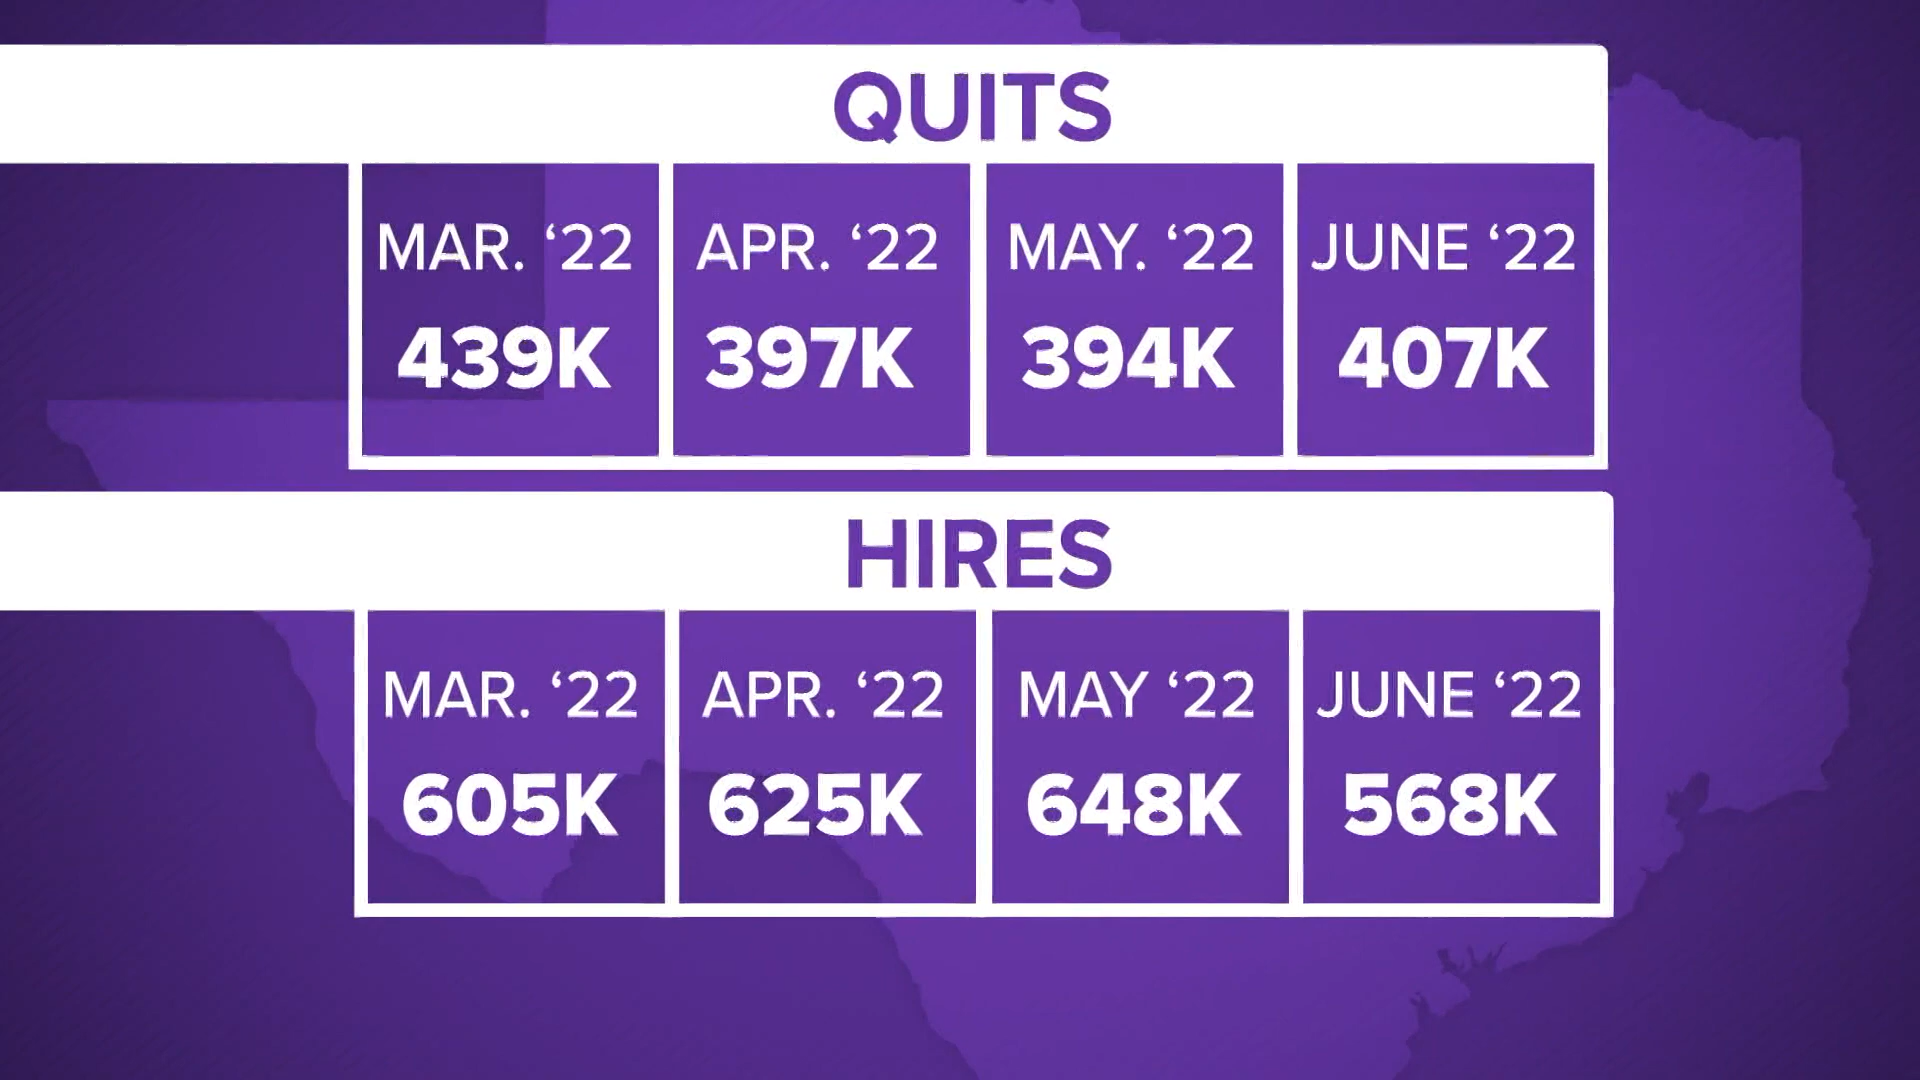 QUITS
MAR. ‘22 APR. ‘22 MAY. ‘22 JUNE ‘22
439K 397K 394K 407K
HIRES
MAR. ‘22 APR. ‘22 MAY ‘22 JUNE ‘22
605K 625K 648K 568K